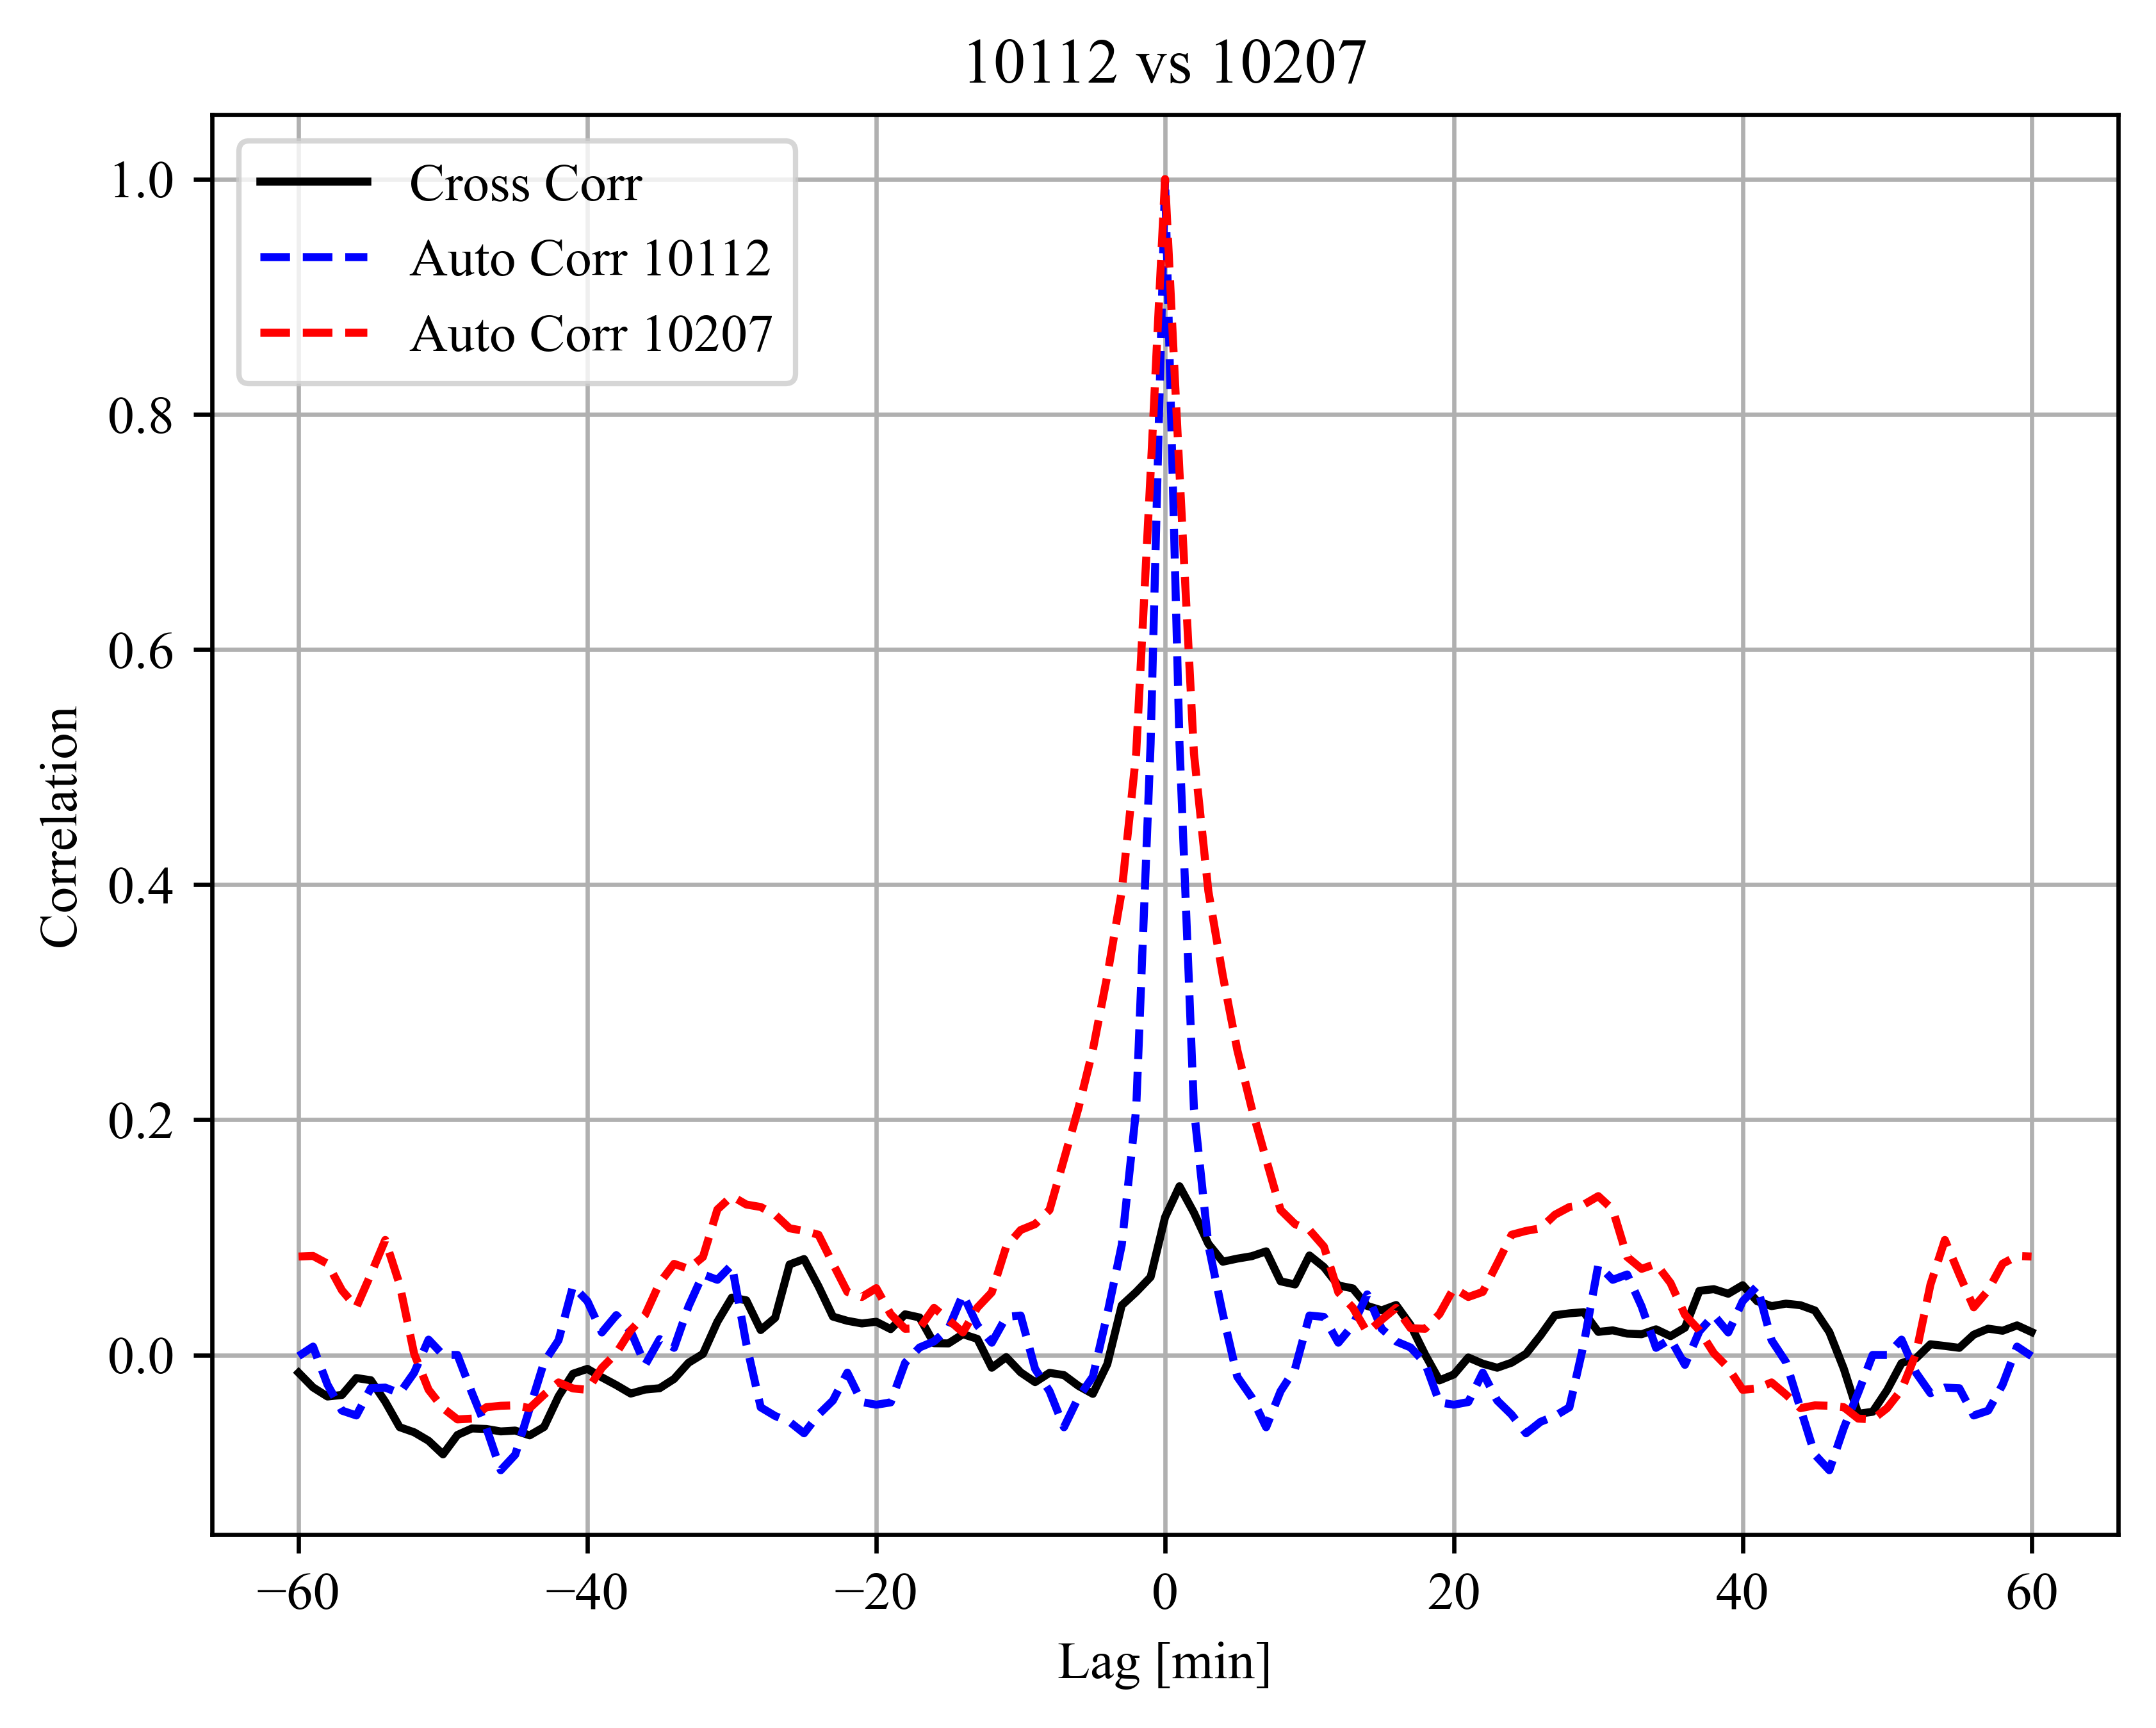 10112 vs 10207
1.0
0.8
0.6
0.4
0.2
0.0
Correlation
Cross Corr
Auto Corr 10112
Auto Corr 10207
−60 −40 −20 0 20 40 60
Lag [min]